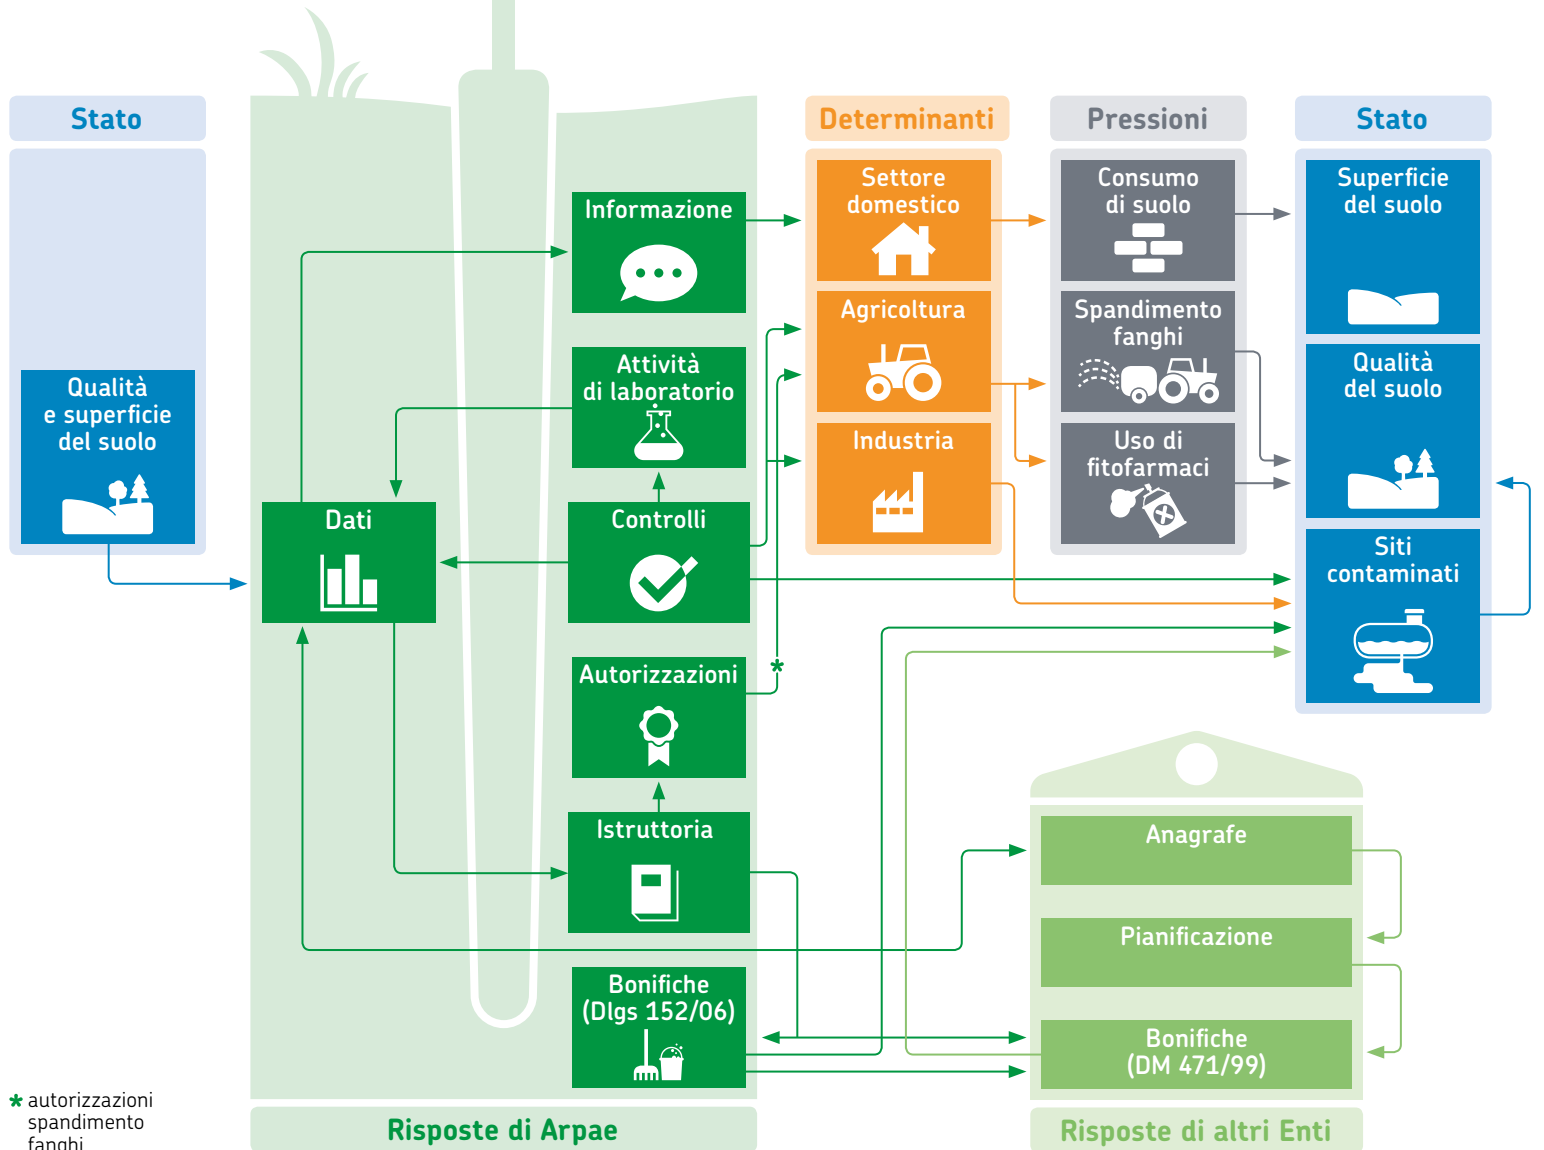 Stato
Qualità
e superficie
del suolo
Informazione
Attività
di laboratorio
Dati
Controlli
Autorizzazioni
*
Istruttoria
Bonifiche
(Dlgs 152/06)
Risposte di Arpae
* autorizzazioni
spandimento
fanghi
Determinanti
Settore
domestico
Agricoltura
Industria
Pressioni
Consumo
di suolo
Spandimento
fanghi
Uso di
fitofarmaci
Stato
Superficie
del suolo
Qualità
del suolo
Siti
contaminati
Anagrafe
Pianificazione
Bonifiche
(DM 471/99)
Risposte di altri Enti